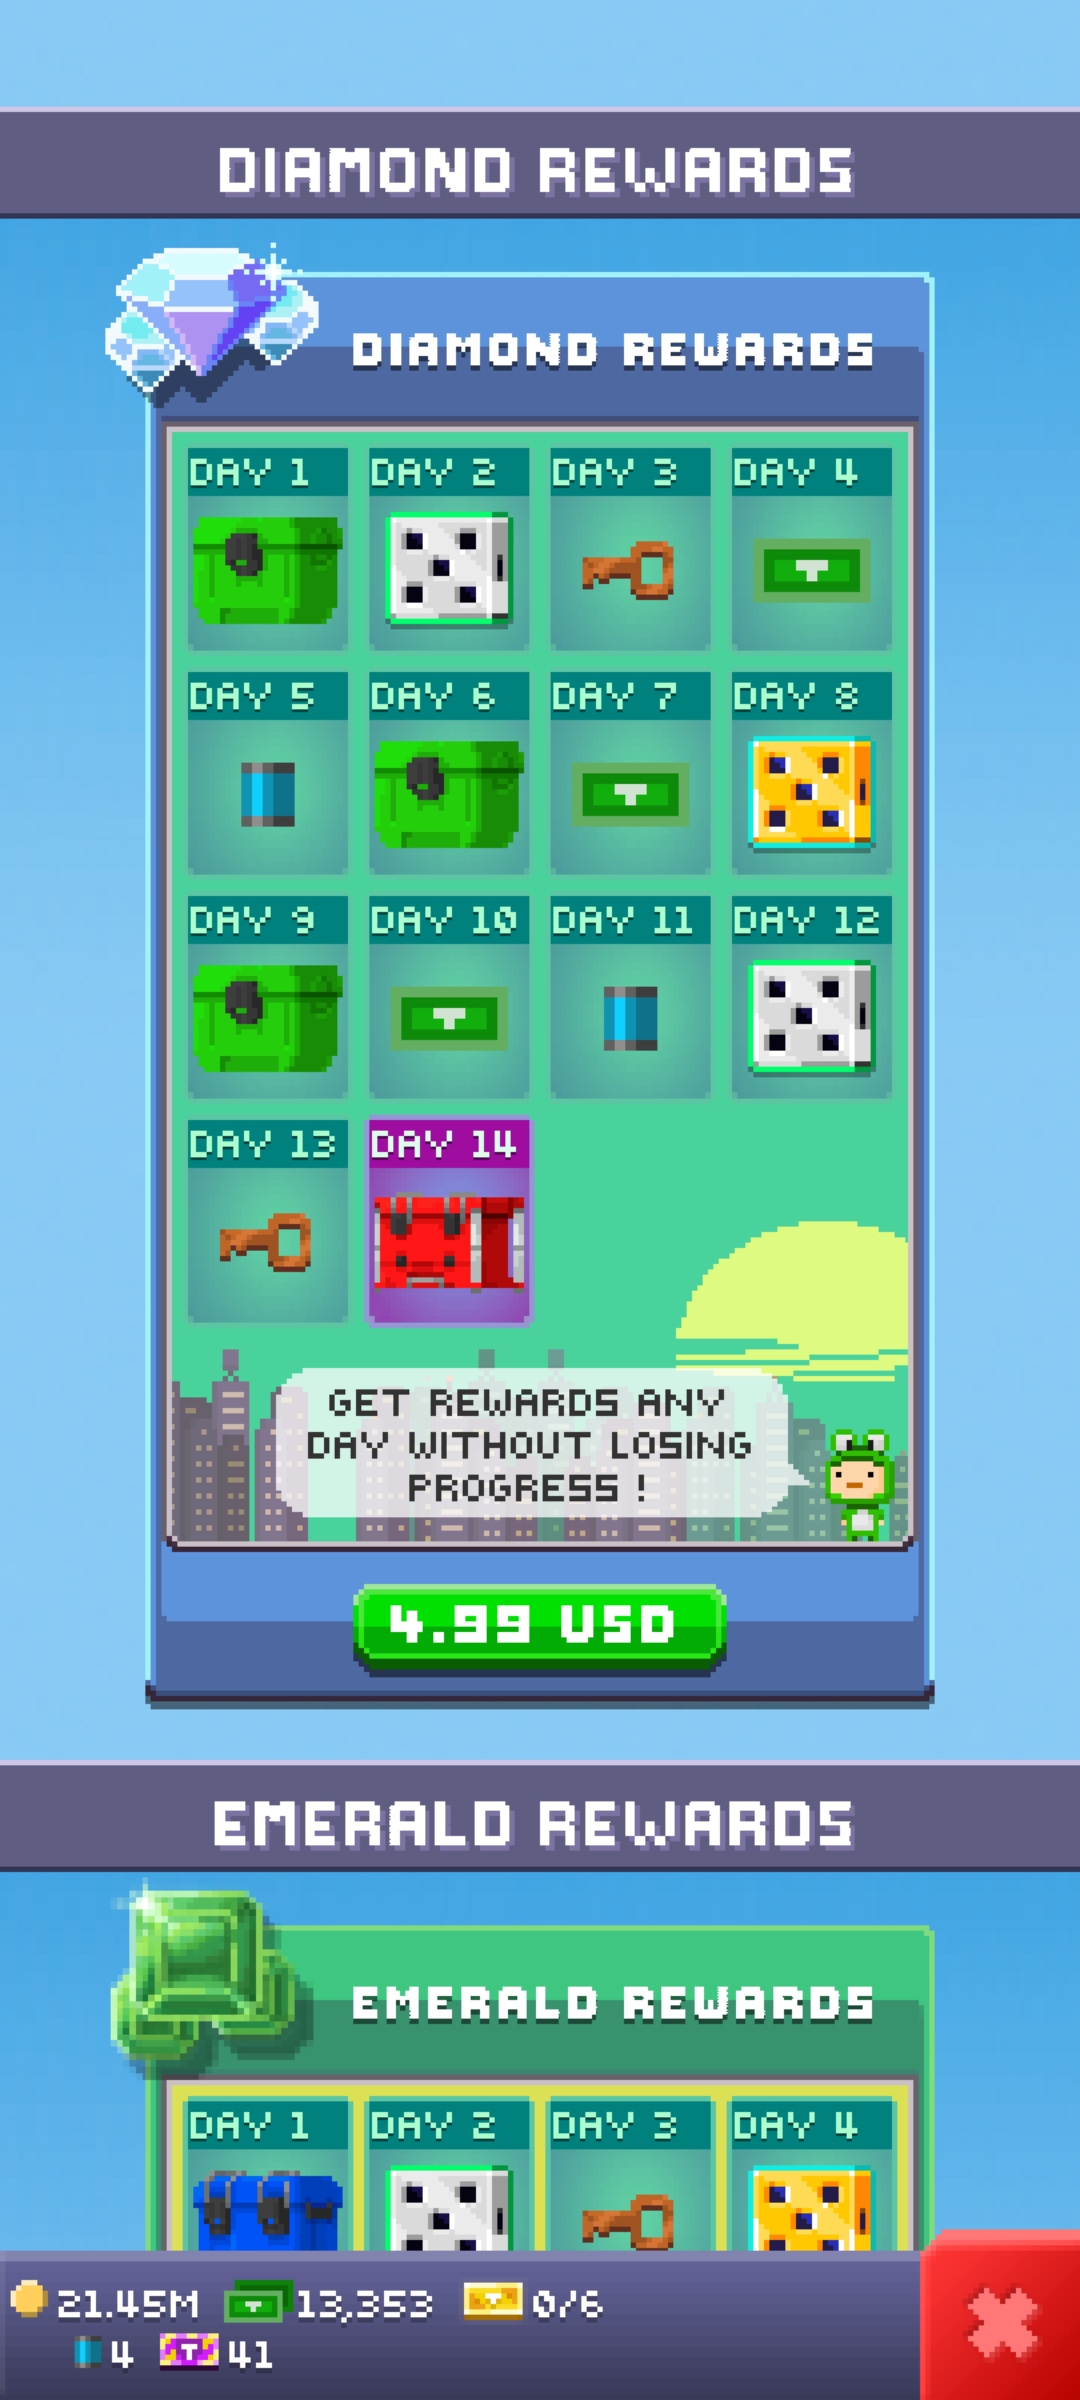 DIAMOND REWARDS
DIAMOND REWARDS
DAY 1
DAY 2
DAY 3
DAY 4
DAY 5
DAY 6
DAY 7
DAY 8
DAY 9
DAY 10
DAY 11
DAY 12
DAY 13
DAY 14
GET REWARDS ANY
DAY WITHOUT LOSING
PROGRESS !
4.99 USD
EMERALD REWARDS
EMERALD REWARDS
DAY 1
DAY 2
DAY 3
DAY 4
21.45M 13,353 0/6
4 41